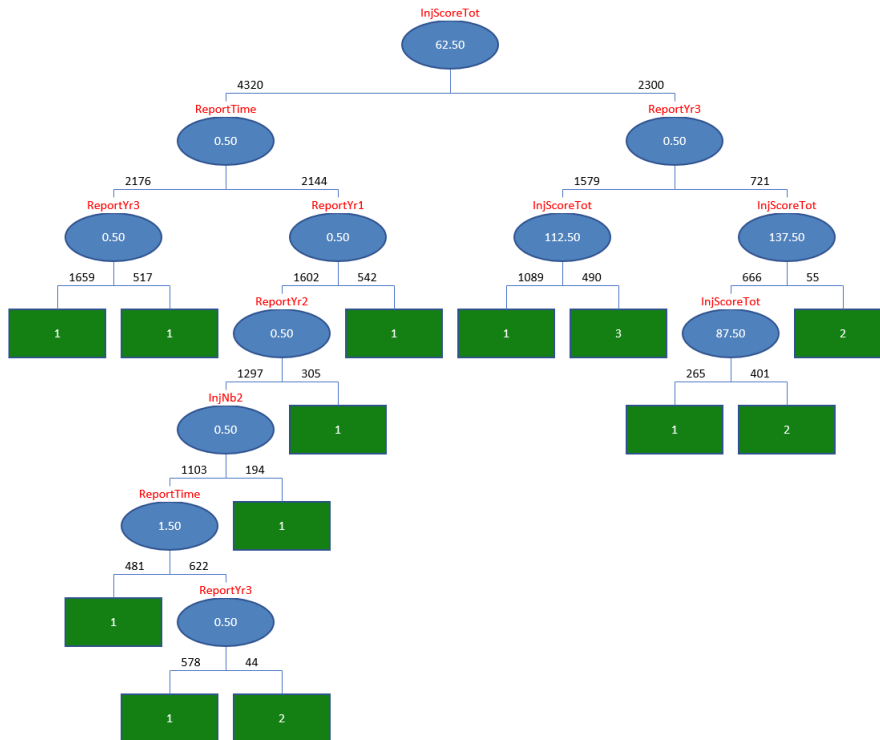 InjScoreTot
62.50
4320 2300
ReportTime ReportYr3
0.50 0.50
2176 2144 1579 721
ReportYr3 ReportYr1 InjScoreTot InjScoreTot
0.50 0.50 112.50 137.50
1659 517 1602 542 1089 490 666 55
ReportYr2 InjScoreTot
1 1 0.50 1 1 3 87.50 2
1297 305 265 401
InjNb2
0.50 1 1 2
1103 194
ReportTime
1.50 1
481 622
ReportYr3
1 0.50
578 44
1 2